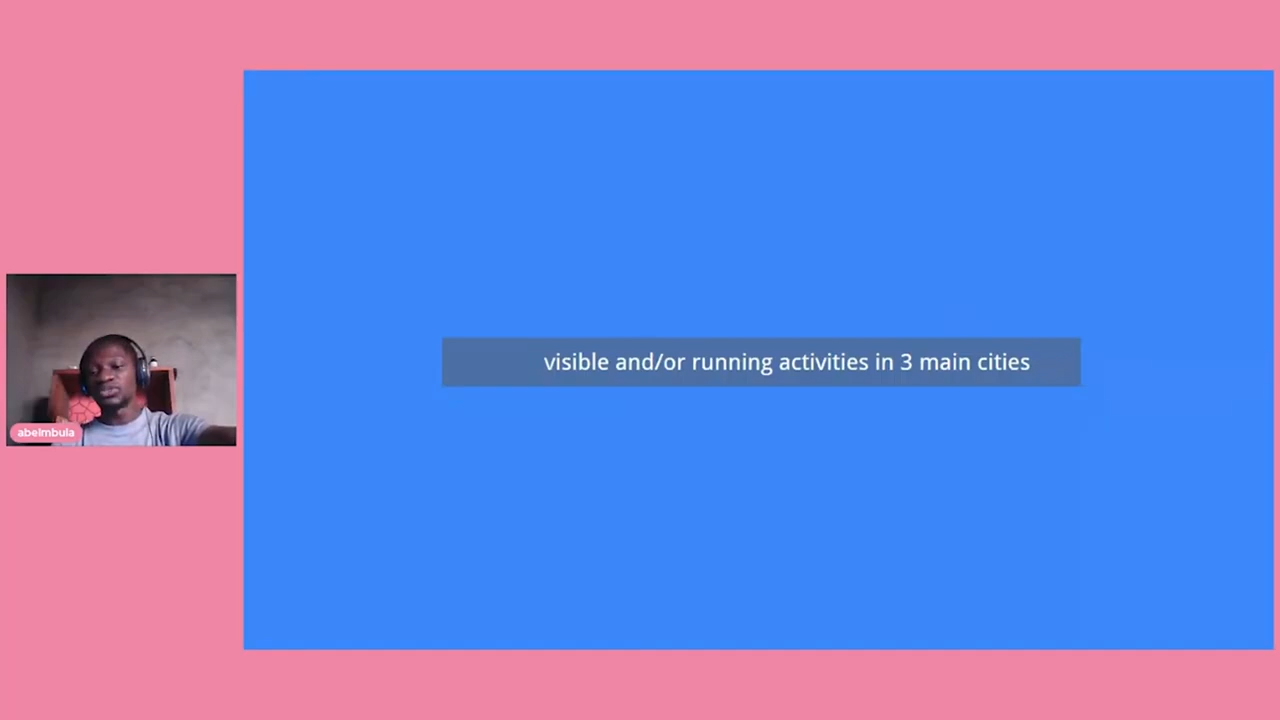 visible and/or running activities in 3 main cities
abelmbula